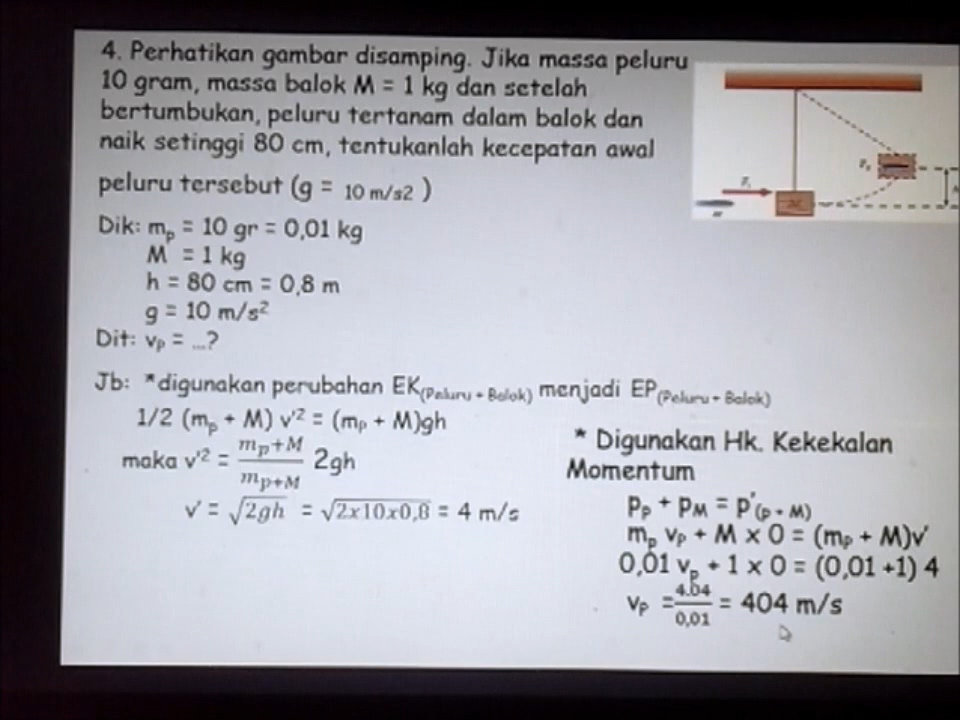 4. Perhatikan gambar disamping. Jika massa peluru
10 gram, massa balok M = 1 kg dan setelah
bertumbukan, peluru tertanam dalam balok dan
naik setinggi 80 cm, tentukanlah kecepatan awal
peluru tersebut (g = 10 m/s2 )
Dik: mp = 10 gr = 0,01 kg
M = 1 kg
h = 80 cm = 0,8 m
g = 10 m/s²
Dit: vP = ...?
Jb: *digunakan perubahan EK(Peluru + Balok) menjadi EP(Peluru + Balok)
1/2 (mp + M) v'² = (mP + M)gh
maka v'² = mp+M/mp+M 2gh
v' = √2gh = √2x10x0,8 = 4 m/s
* Digunakan Hk. Kekekalan
Momentum
PP + PM = P'(P + M)
mp vP + M x 0 = (mP + M)v'
0,01 vp + 1 x 0 = (0,01 +1) 4
vP = 4.04/0,01 = 404 m/s
M